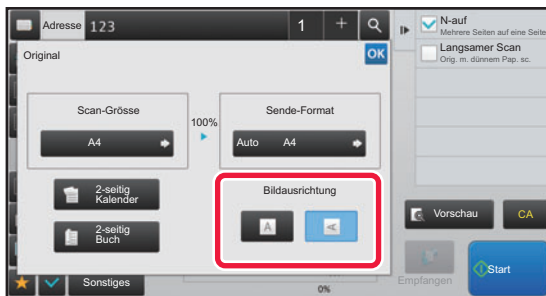 Adresse 123 1 +
Original OK
Scan-Grösse
A4
100%
Sende-Format
Auto A4
2-seitig
Kalender
2-seitig
Buch
Bildausrichtung
A A
Sonstiges
0%
N-auf
Mehrere Seiten auf eine Seite
Langsamer Scan
Orig. m. dünnem Pap. sc.
Vorschau
CA
Empfangen
Start